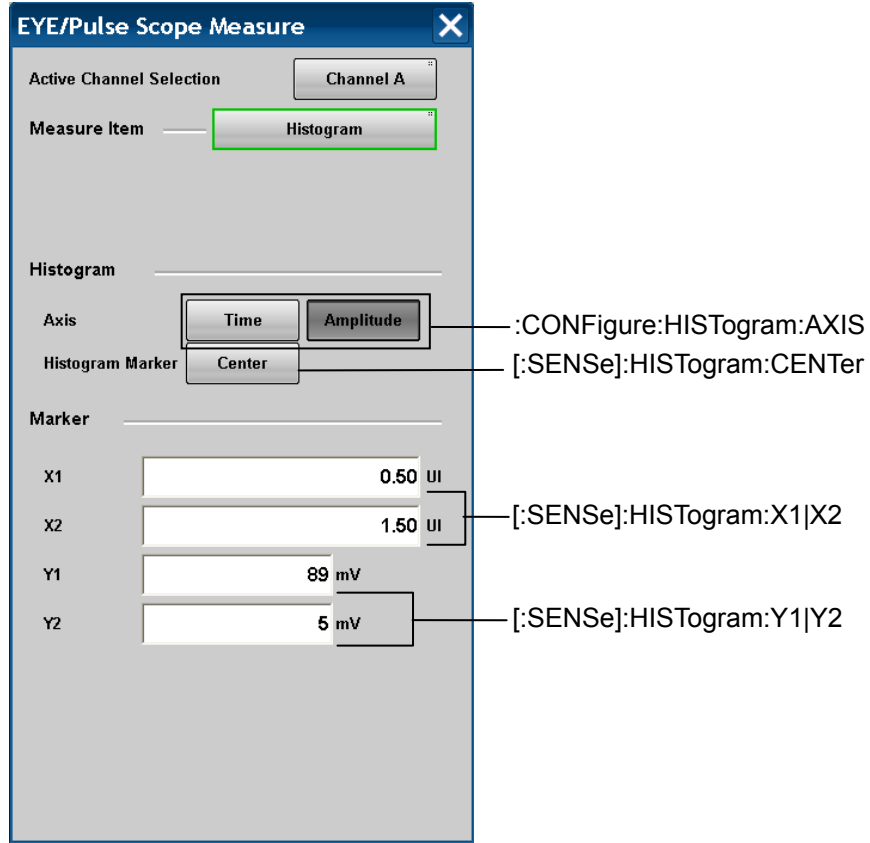 EYE/Pulse Scope Measure
Active Channel Selection Channel A
Measure Item Histogram
Histogram
Axis Time Amplitude :CONFigure:HISTogram:AXIS
Histogram Marker Center [:SENSe]:HISTogram:CENTer
Marker
X1 0.50 UI
[:SENSe]:HISTogram:X1|X2
X2 1.50 UI
Y1 89 mV
[:SENSe]:HISTogram:Y1|Y2
Y2 5 mV